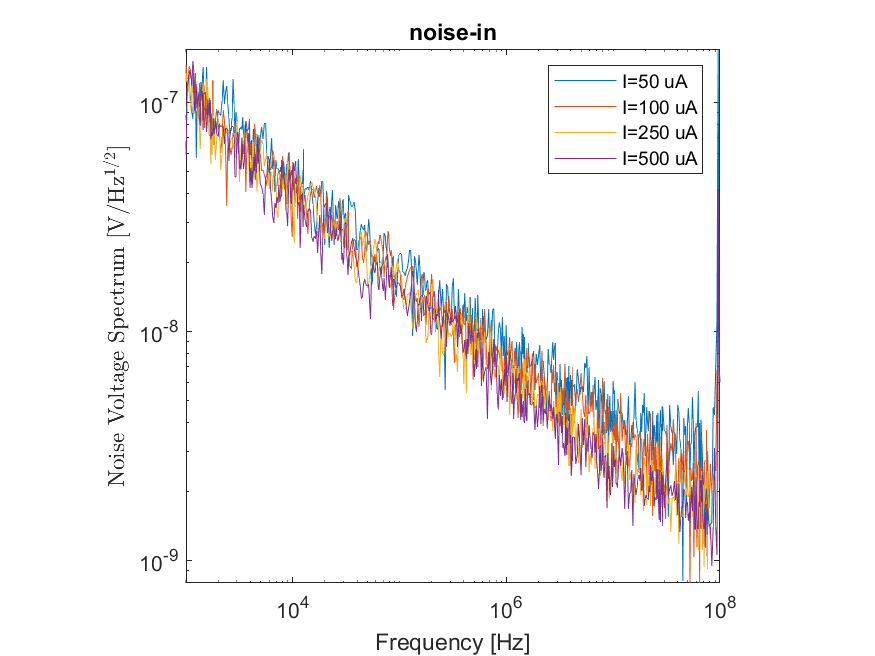 noise-in
I=50 uA
I=100 uA
I=250 uA
I=500 uA
10^-7
10^-8
10^-9
Noise Voltage Spectrum [V/Hz^1/2]
10^4
10^6
10^8
Frequency [Hz]